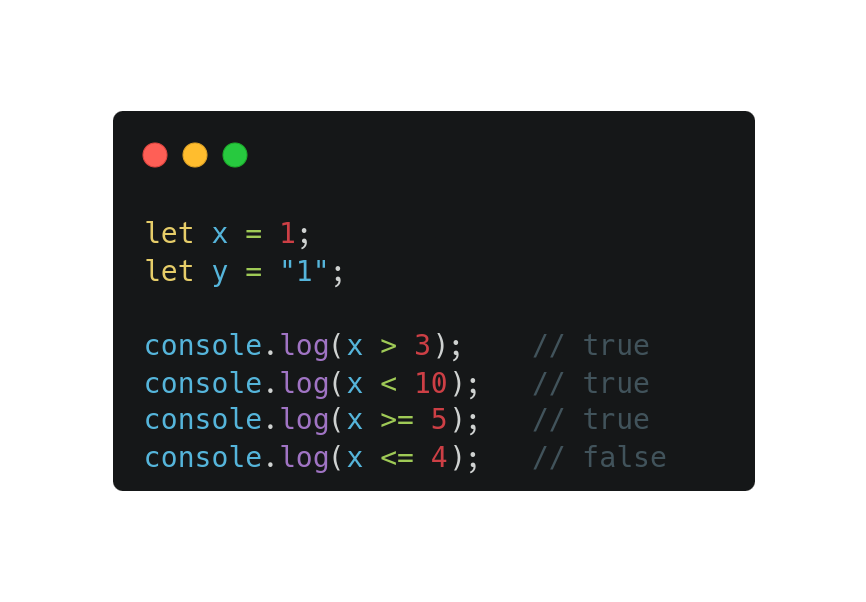 let x = 1;
let y = "1";
console.log(x > 3);    // true
console.log(x < 10);   // true
console.log(x >= 5);   // true
console.log(x <= 4);   // false